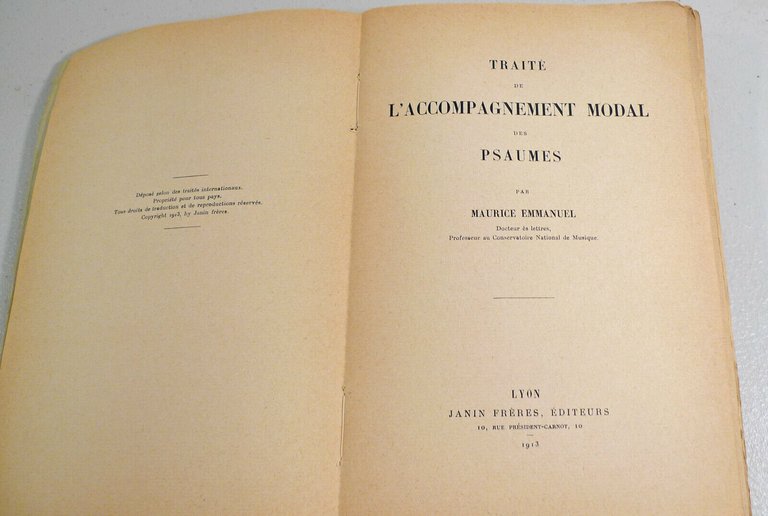 Déposé selon des traités internationaux.
Propriété pour tous pays.
Tous droits de traduction et de reproductions réservés.
Copyright 1913, by Janin frères.
TRAITÉ
DE
L'ACCOMPAGNEMENT MODAL
DES
PSAUMES
PAR
MAURICE EMMANUEL
Docteur ès lettres,
Professeur au Conservatoire National de Musique.
LYON
JANIN FRÈRES, ÉDITEURS
10, RUE PRÉSIDENT-CARNOT, 10
1913